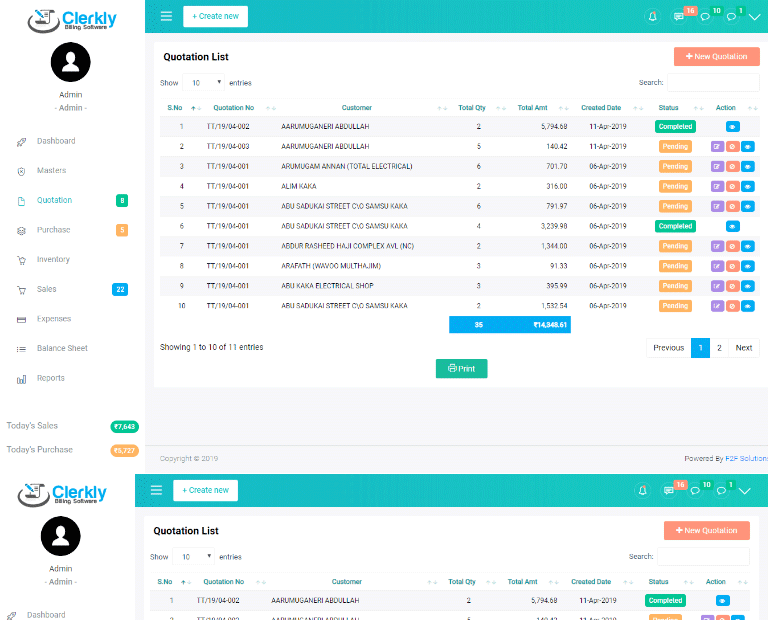 Clerkly
Billing Software
+ Create new
16
10
1
Admin
- Admin -
Dashboard
Masters
Quotation 8
Purchase 5
Inventory
Sales 22
Expenses
Balance Sheet
Reports
Today's Sales ₹7,643
Today's Purchase ₹5,727
Quotation List
+ New Quotation
Show 10 entries
Search:
S.No Quotation No Customer Total Qty Total Amt Created Date Status Action
1 TT/19/04-002 AARUMUGANERI ABDULLAH 2 5,794.68 11-Apr-2019 Completed
2 TT/19/04-003 AARUMUGANERI ABDULLAH 5 140.42 11-Apr-2019 Pending
3 TT/19/04-001 ARUMUGAM ANNAN (TOTAL ELECTRICAL) 6 701.70 06-Apr-2019 Pending
4 TT/19/04-001 ALIM KAKA 2 316.00 06-Apr-2019 Pending
5 TT/19/04-001 ABU SADUKAI STREET C\O SAMSU KAKA 6 791.97 06-Apr-2019 Pending
6 TT/19/04-001 ABU SADUKAI STREET C\O SAMSU KAKA 4 3,239.98 06-Apr-2019 Completed
7 TT/19/04-001 ABDUR RASHEED HAJI COMPLEX AVL (NC) 2 1,344.00 06-Apr-2019 Pending
8 TT/19/04-001 ARAFATH (WAVOO MULTHAJIM) 3 91.33 06-Apr-2019 Pending
9 TT/19/04-001 ABU KAKA ELECTRICAL SHOP 3 395.99 06-Apr-2019 Pending
10 TT/19/04-001 ABU SADUKAI STREET C\O SAMSU KAKA 2 1,532.54 06-Apr-2019 Pending
35 ₹14,348.61
Showing 1 to 10 of 11 entries
Previous 1 2 Next
Print
Copyright © 2019
Powered By F2F Solutions
Clerkly
Billing Software
+ Create new
16
10
1
Admin
- Admin -
Dashboard
Quotation List
+ New Quotation
Show 10 entries
Search:
S.No Quotation No Customer Total Qty Total Amt Created Date Status Action
1 TT/19/04-002 AARUMUGANERI ABDULLAH 2 5,794.68 11-Apr-2019 Completed